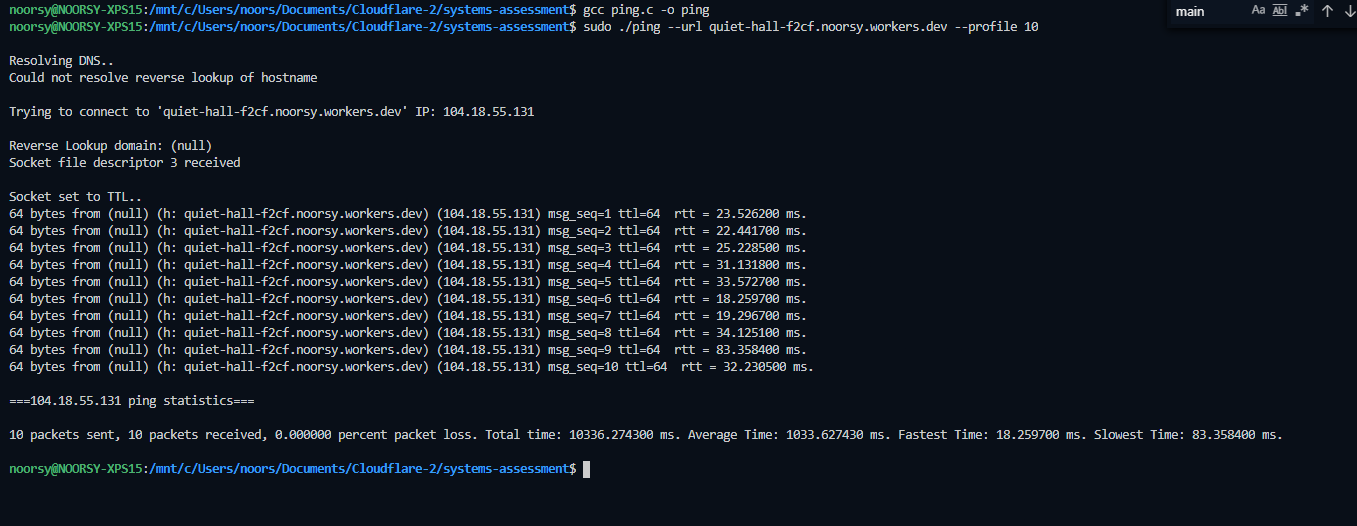 noorsy@NOORSY-XPS15:/mnt/c/Users/noors/Documents/Cloudflare-2/systems-assessment$ gcc ping.c -o ping
main Aa Abl .*
noorsy@NOORSY-XPS15:/mnt/c/Users/noors/Documents/Cloudflare-2/systems-assessment$ sudo ./ping --url quiet-hall-f2cf.noorsy.workers.dev --profile 10
Resolving DNS..
Could not resolve reverse lookup of hostname
Trying to connect to 'quiet-hall-f2cf.noorsy.workers.dev' IP: 104.18.55.131
Reverse Lookup domain: (null)
Socket file descriptor 3 received
Socket set to TTL..
64 bytes from (null) (h: quiet-hall-f2cf.noorsy.workers.dev) (104.18.55.131) msg_seq=1 ttl=64  rtt = 23.526200 ms.
64 bytes from (null) (h: quiet-hall-f2cf.noorsy.workers.dev) (104.18.55.131) msg_seq=2 ttl=64  rtt = 22.441700 ms.
64 bytes from (null) (h: quiet-hall-f2cf.noorsy.workers.dev) (104.18.55.131) msg_seq=3 ttl=64  rtt = 25.228500 ms.
64 bytes from (null) (h: quiet-hall-f2cf.noorsy.workers.dev) (104.18.55.131) msg_seq=4 ttl=64  rtt = 31.131800 ms.
64 bytes from (null) (h: quiet-hall-f2cf.noorsy.workers.dev) (104.18.55.131) msg_seq=5 ttl=64  rtt = 33.572700 ms.
64 bytes from (null) (h: quiet-hall-f2cf.noorsy.workers.dev) (104.18.55.131) msg_seq=6 ttl=64  rtt = 18.259700 ms.
64 bytes from (null) (h: quiet-hall-f2cf.noorsy.workers.dev) (104.18.55.131) msg_seq=7 ttl=64  rtt = 19.296700 ms.
64 bytes from (null) (h: quiet-hall-f2cf.noorsy.workers.dev) (104.18.55.131) msg_seq=8 ttl=64  rtt = 34.125100 ms.
64 bytes from (null) (h: quiet-hall-f2cf.noorsy.workers.dev) (104.18.55.131) msg_seq=9 ttl=64  rtt = 83.358400 ms.
64 bytes from (null) (h: quiet-hall-f2cf.noorsy.workers.dev) (104.18.55.131) msg_seq=10 ttl=64  rtt = 32.230500 ms.
===104.18.55.131 ping statistics===
10 packets sent, 10 packets received, 0.000000 percent packet loss. Total time: 10336.274300 ms. Average Time: 1033.627430 ms. Fastest Time: 18.259700 ms. Slowest Time: 83.358400 ms.
noorsy@NOORSY-XPS15:/mnt/c/Users/noors/Documents/Cloudflare-2/systems-assessment$